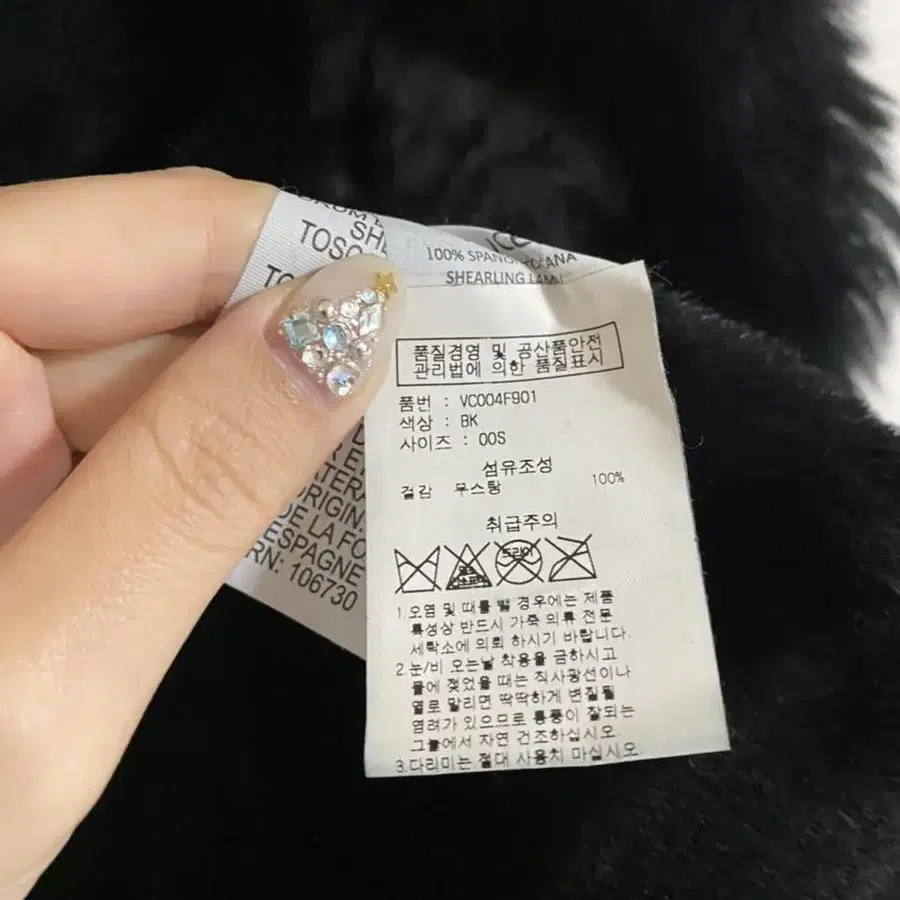 SH
TOSC
100% SPANISH TOSCANA
SHEARLING LAMB
품질경영 및 공산품안전
관리법에 의한 품질표시
품번 : VC004F901
색상 : BK
사이즈 : 00S
섬유조성
겉감 무스탕 100%
취급주의
드라이
1.오염 및 때를 뺄 경우에는 제품
특성상 반드시 가죽 의류 전문
세탁소에 의뢰 하시기 바랍니다.
2.눈/비 오는날 착용을 금하시고
물에 젖었을 때는 직사광선이나
열로 말리면 딱딱하게 변질될
염려가 있으므로 통풍이 잘되는
그늘에서 자연 건조하십시오.
3.다리미는 절대 사용치 마십시오
ORIGIN
DE LA FO
ESPAGNE
RN: 106730